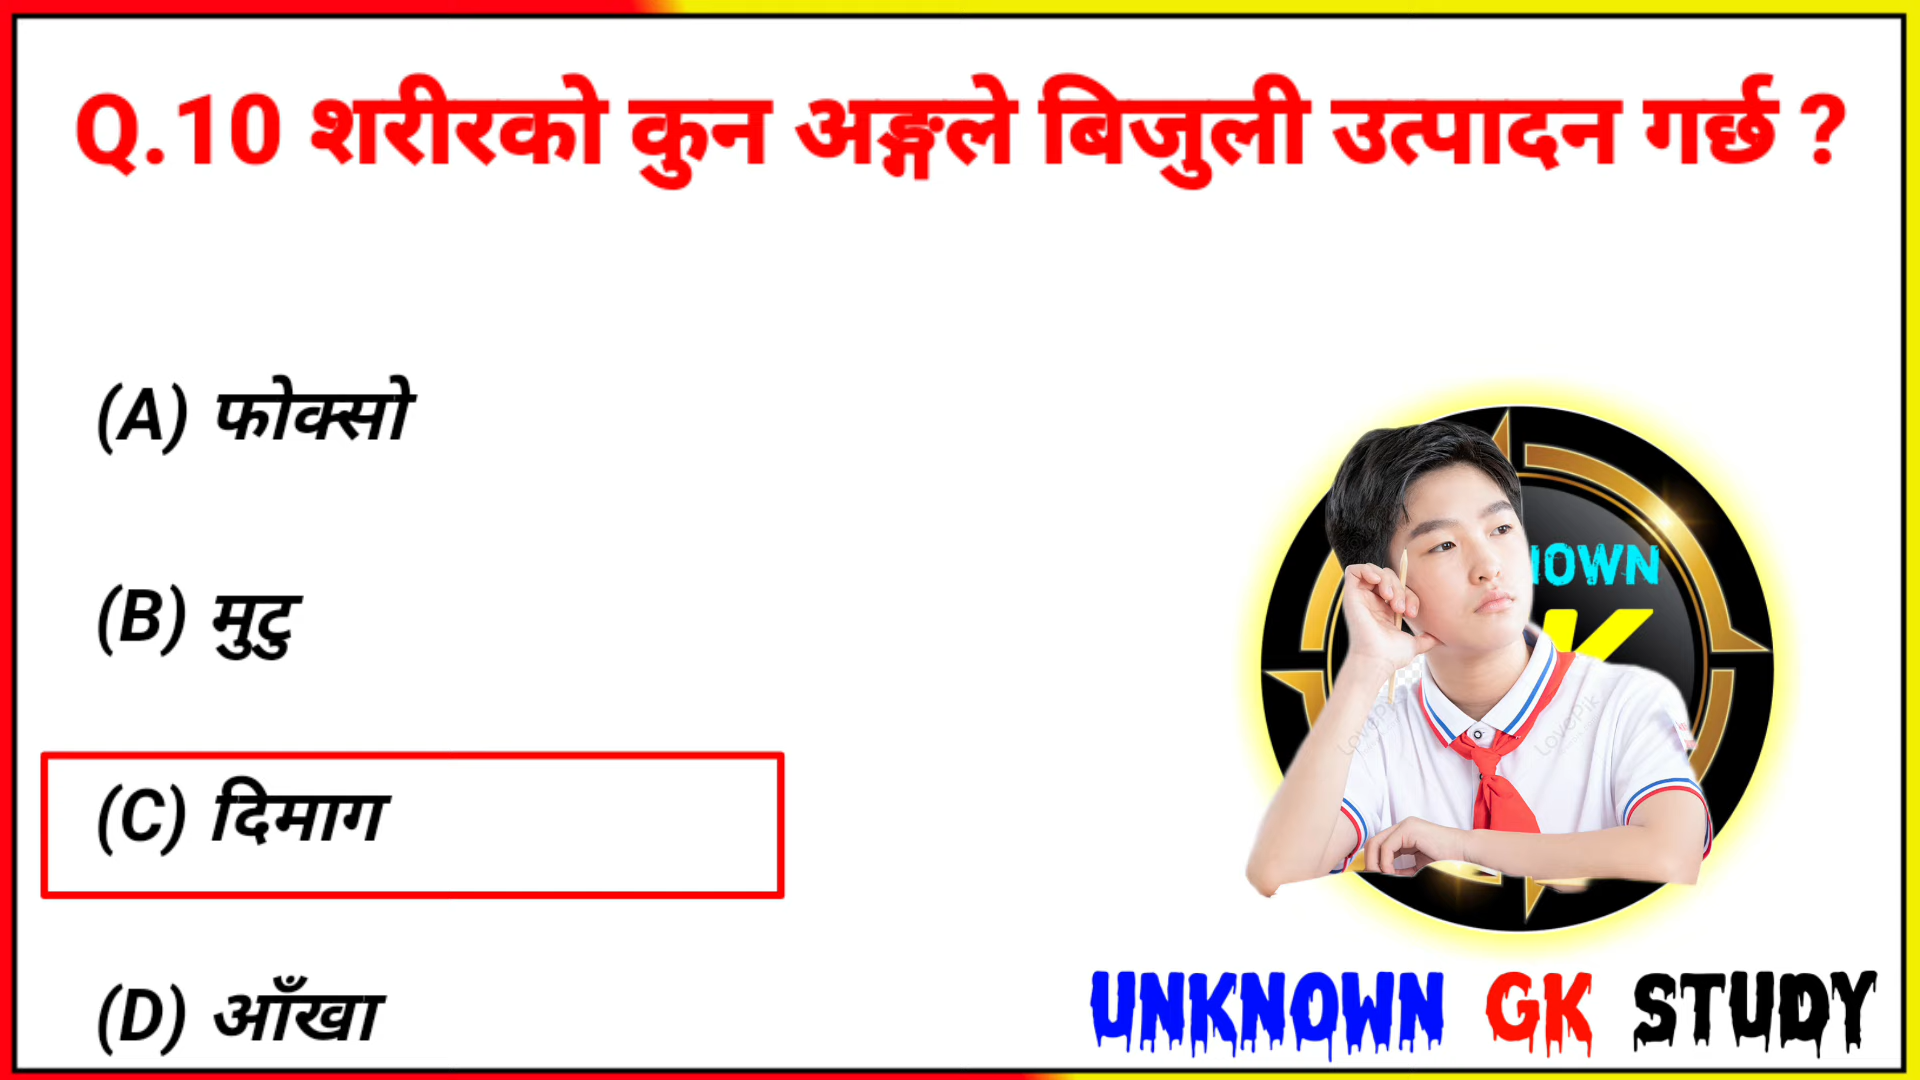 Q.10 शरीरको कुन अङ्गले बिजुली उत्पादन गर्छ ?
(A) फोक्सो
(B) मुटु
(C) दिमाग
(D) आँखा
UNKNOWN GK STUDY